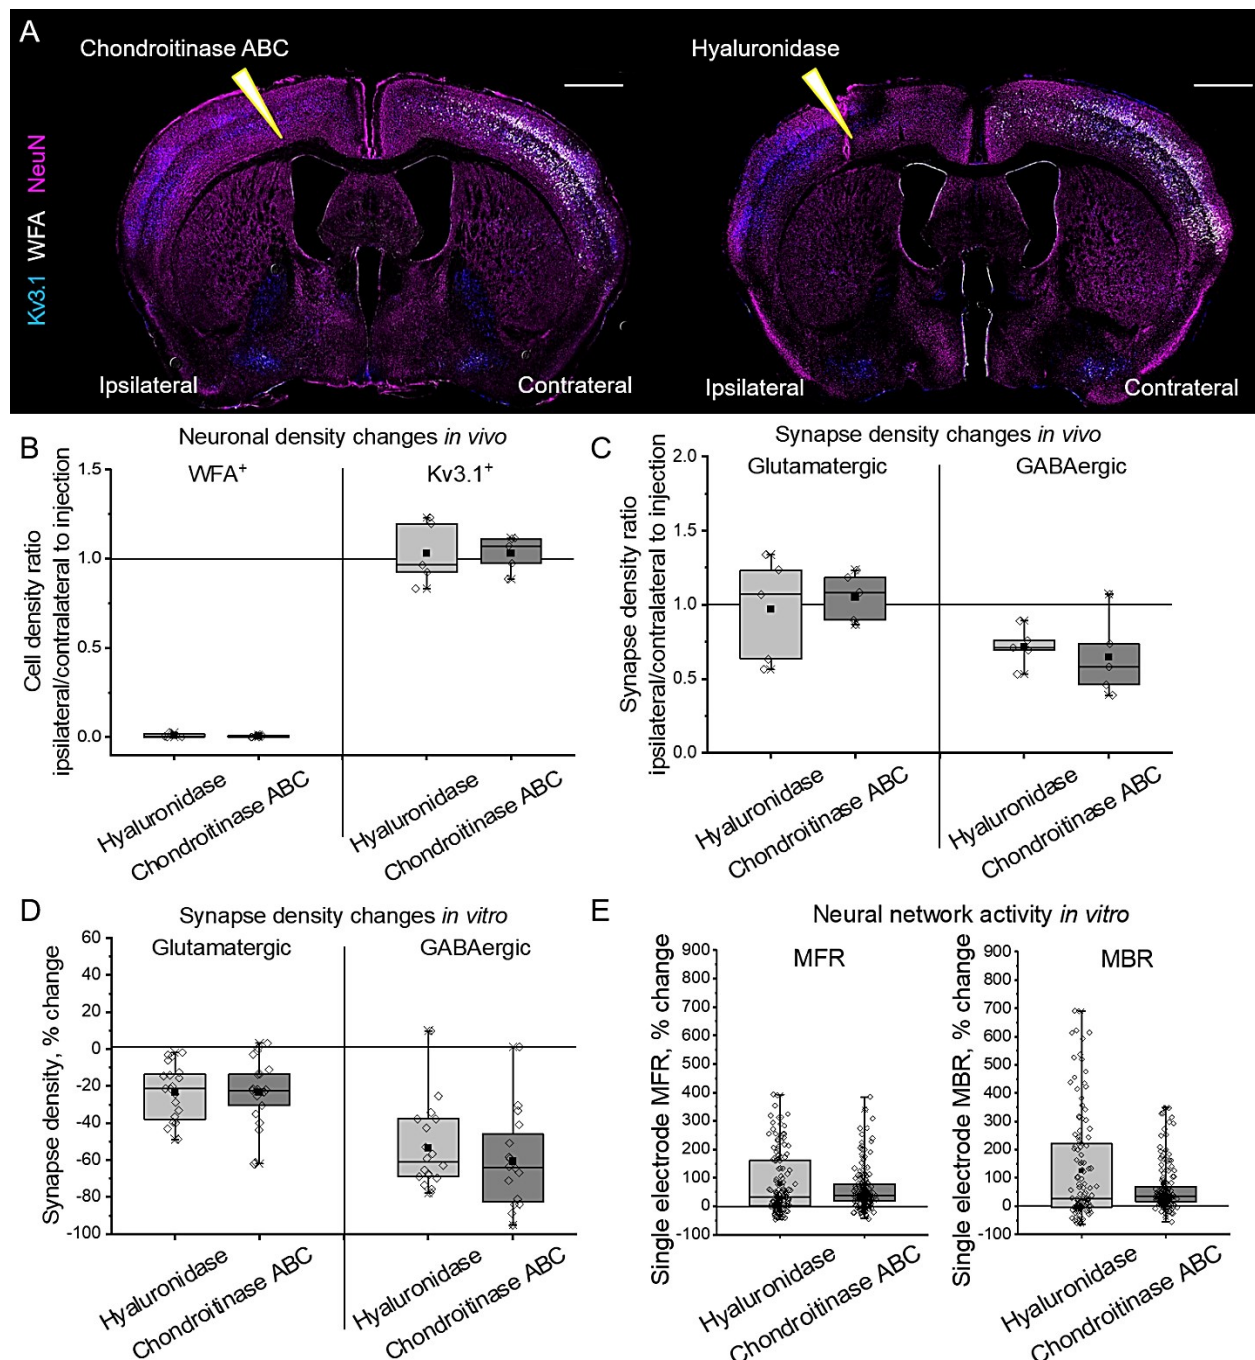 A
Chondroitinase ABC
Hyaluronidase
Kv3.1 WFA NeuN
Ipsilateral
Contrateral
Ipsilateral
Contrateral
B
Neuronal density changes in vivo
WFA⁺
Kv3.1⁺
Cell density ratio
ipsilateral/contralateral to injection
1.5
1.0
0.5
0.0
Hyaluronidase
Chondroitinase ABC
Hyaluronidase
Chondroitinase ABC
C
Synapse density changes in vivo
Glutamatergic
GABAergic
Synapse density ratio
ipsilateral/contralateral to injection
2.0
1.5
1.0
0.5
0.0
Hyaluronidase
Chondroitinase ABC
Hyaluronidase
Chondroitinase ABC
D
Synapse density changes in vitro
Glutamatergic
GABAergic
Synapse density, % change
60
40
20
0
-20
-40
-60
-80
-100
Hyaluronidase
Chondroitinase ABC
Hyaluronidase
Chondroitinase ABC
E
Neural network activity in vitro
MFR
Single electrode MFR, % change
900
800
700
600
500
400
300
200
100
0
-100
Hyaluronidase
Chondroitinase ABC
MBR
Single electrode MBR, % change
900
800
700
600
500
400
300
200
100
0
-100
Hyaluronidase
Chondroitinase ABC